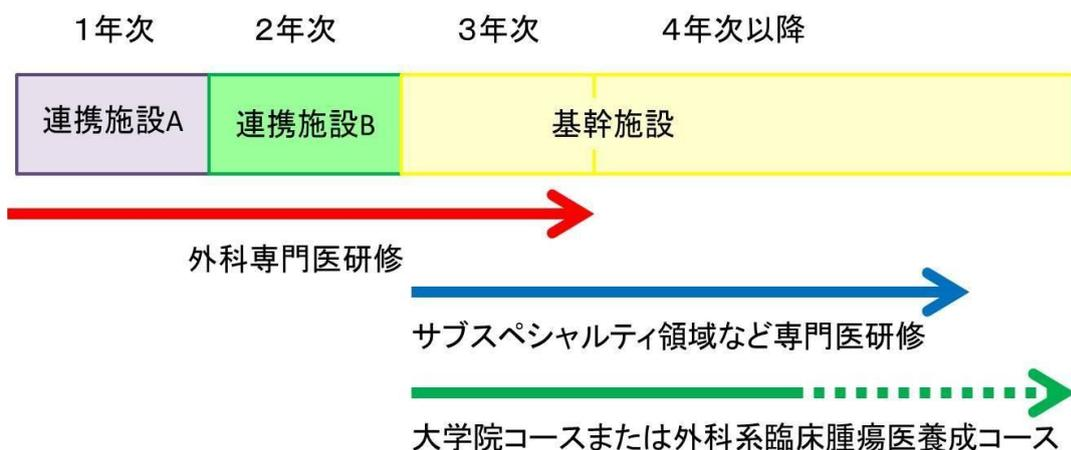 1年次 2年次 3年次 4年次以降
連携施設A 連携施設B 基幹施設
外科専門医研修
サブスペシャルティ領域など専門医研修
大学院コースまたは外科系臨床腫瘍医養成コース